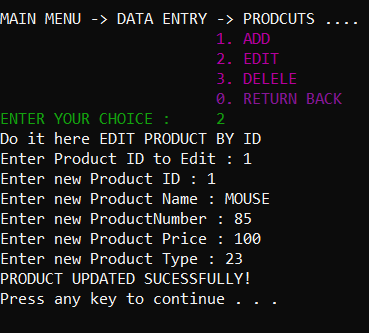 MAIN MENU -> DATA ENTRY -> PRODCUTS ....
1. ADD
2. EDIT
3. DELELE
0. RETURN BACK
ENTER YOUR CHOICE : 2
Do it here EDIT PRODUCT BY ID
Enter Product ID to Edit : 1
Enter new Product ID : 1
Enter new Product Name : MOUSE
Enter new ProductNumber : 85
Enter new Product Price : 100
Enter new Product Type : 23
PRODUCT UPDATED SUCESSFULLY!
Press any key to continue . . .